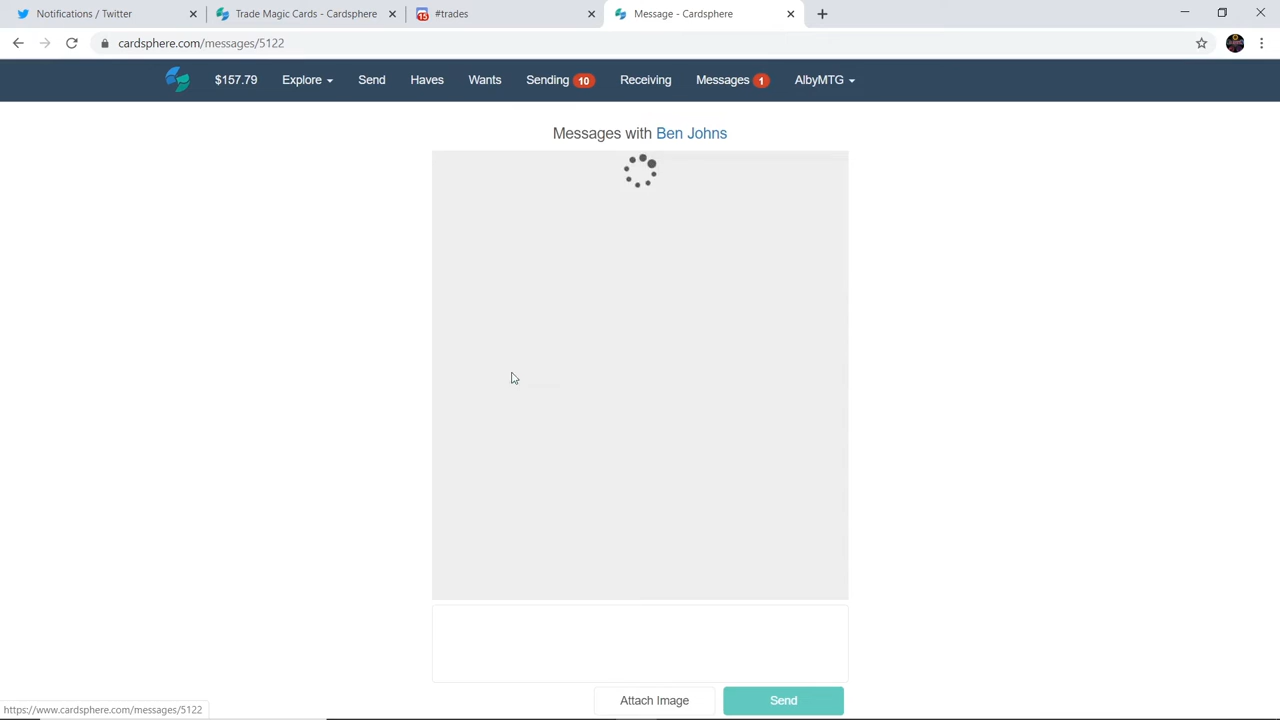 Notifications / Twitter
Trade Magic Cards - Cardsphere
15
#trades
Message - Cardsphere
cardsphere.com/messages/5122
$157.79
Explore
Send
Haves
Wants
Sending 10
Receiving
Messages 1
AlbyMTG
Messages with Ben Johns
Attach Image
Send
https://www.cardsphere.com/messages/5122